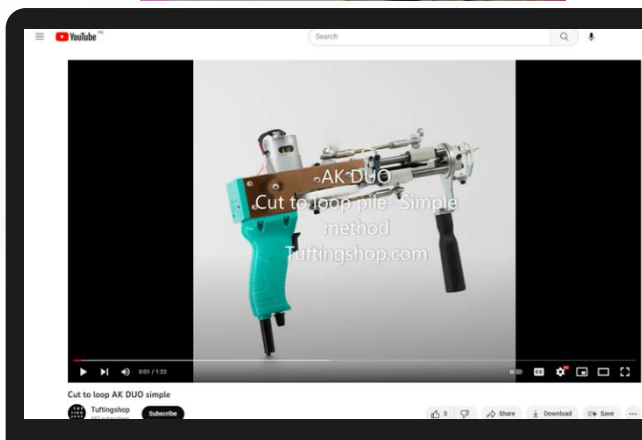 YouTube
Search
AK DUO
Cut to loop pile- Simple
method
Tuftingshop.com
0:01 / 1:22
Cut to loop AK DUO simple
Tuftingshop
Subscribe
3
Share
Download
Save